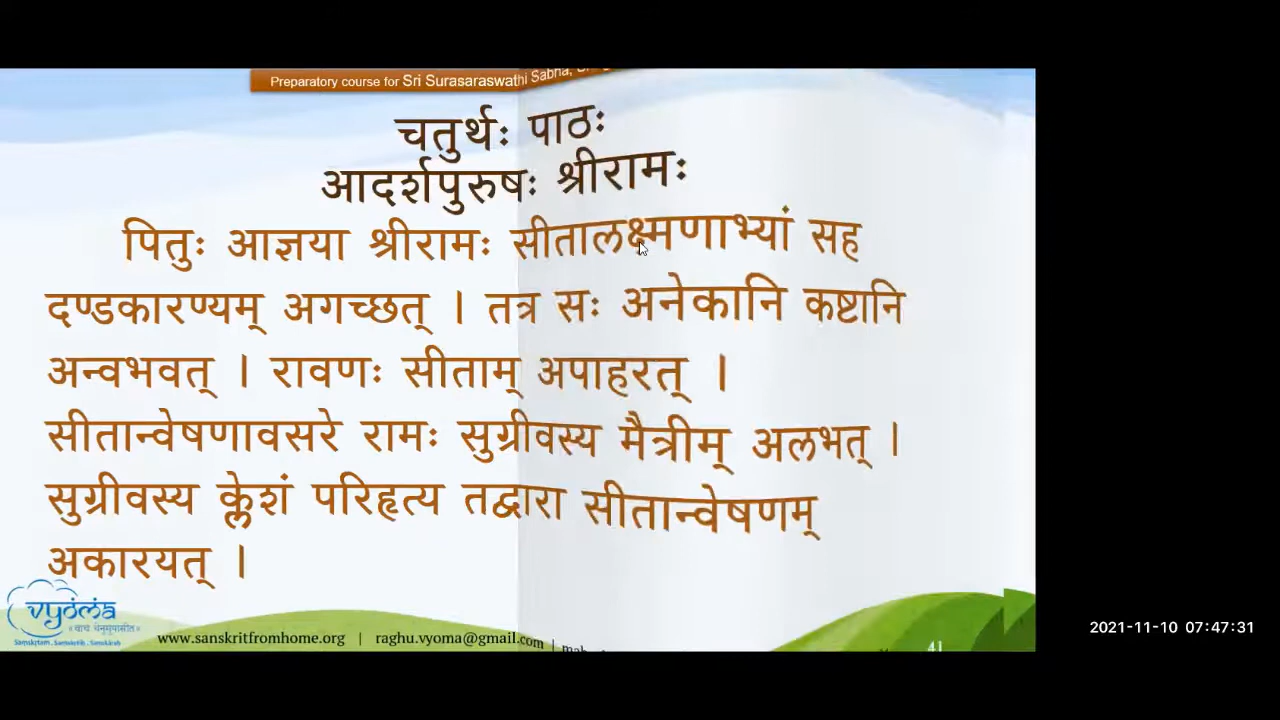 Preparatory course for Sri Surasaraswathi Sabha,
चतुर्थः पाठः
आदर्शपुरुषः श्रीरामः
पितुः आज्ञया श्रीरामः सीतालक्ष्मणाभ्यां सह
दण्डकारण्यम् अगच्छत् । तत्र सः अनेकानि कष्टानि
अन्वभवत् । रावणः सीताम् अपाहरत् ।
सीतान्वेषणावसरे रामः सुग्रीवस्य मैत्रीम् अलभत् ।
सुग्रीवस्य क्लेशं परिहृत्य तद्वारा सीतान्वेषणम्
अकारयत् ।
vyoma
www.sanskritfromhome.org | raghu.vyoma@gmail.com |
41
2021-11-10 07:47:31